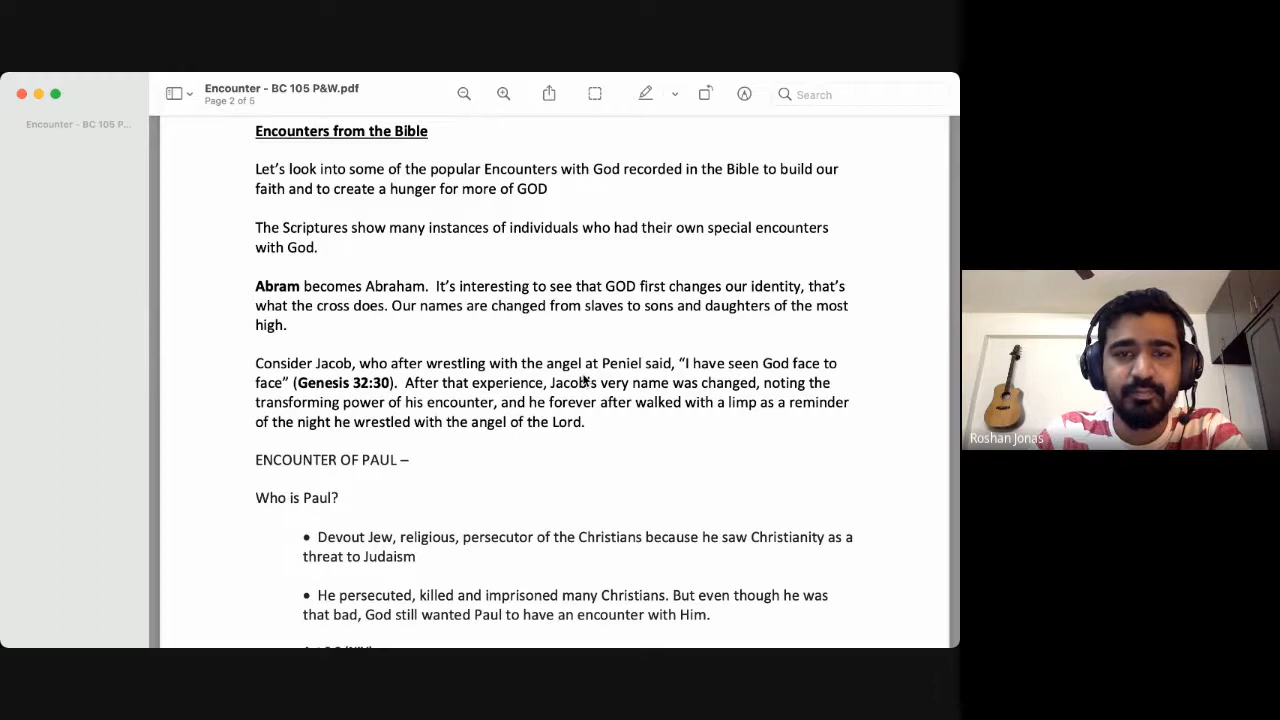 Encounter - BC 105 P&W.pdf
Page 2 of 5
Search
Encounter - BC 105 P...
Encounters from the Bible
Let's look into some of the popular Encounters with God recorded in the Bible to build our
faith and to create a hunger for more of GOD
The Scriptures show many instances of individuals who had their own special encounters
with God.
Abram becomes Abraham.  It's interesting to see that GOD first changes our identity, that's
what the cross does. Our names are changed from slaves to sons and daughters of the most
high.
Consider Jacob, who after wrestling with the angel at Peniel said, “I have seen God face to
face” (Genesis 32:30).  After that experience, Jacob's very name was changed, noting the
transforming power of his encounter, and he forever after walked with a limp as a reminder
of the night he wrestled with the angel of the Lord.
ENCOUNTER OF PAUL –
Who is Paul?
• Devout Jew, religious, persecutor of the Christians because he saw Christianity as a
threat to Judaism
• He persecuted, killed and imprisoned many Christians. But even though he was
that bad, God still wanted Paul to have an encounter with Him.
Roshan Jonas